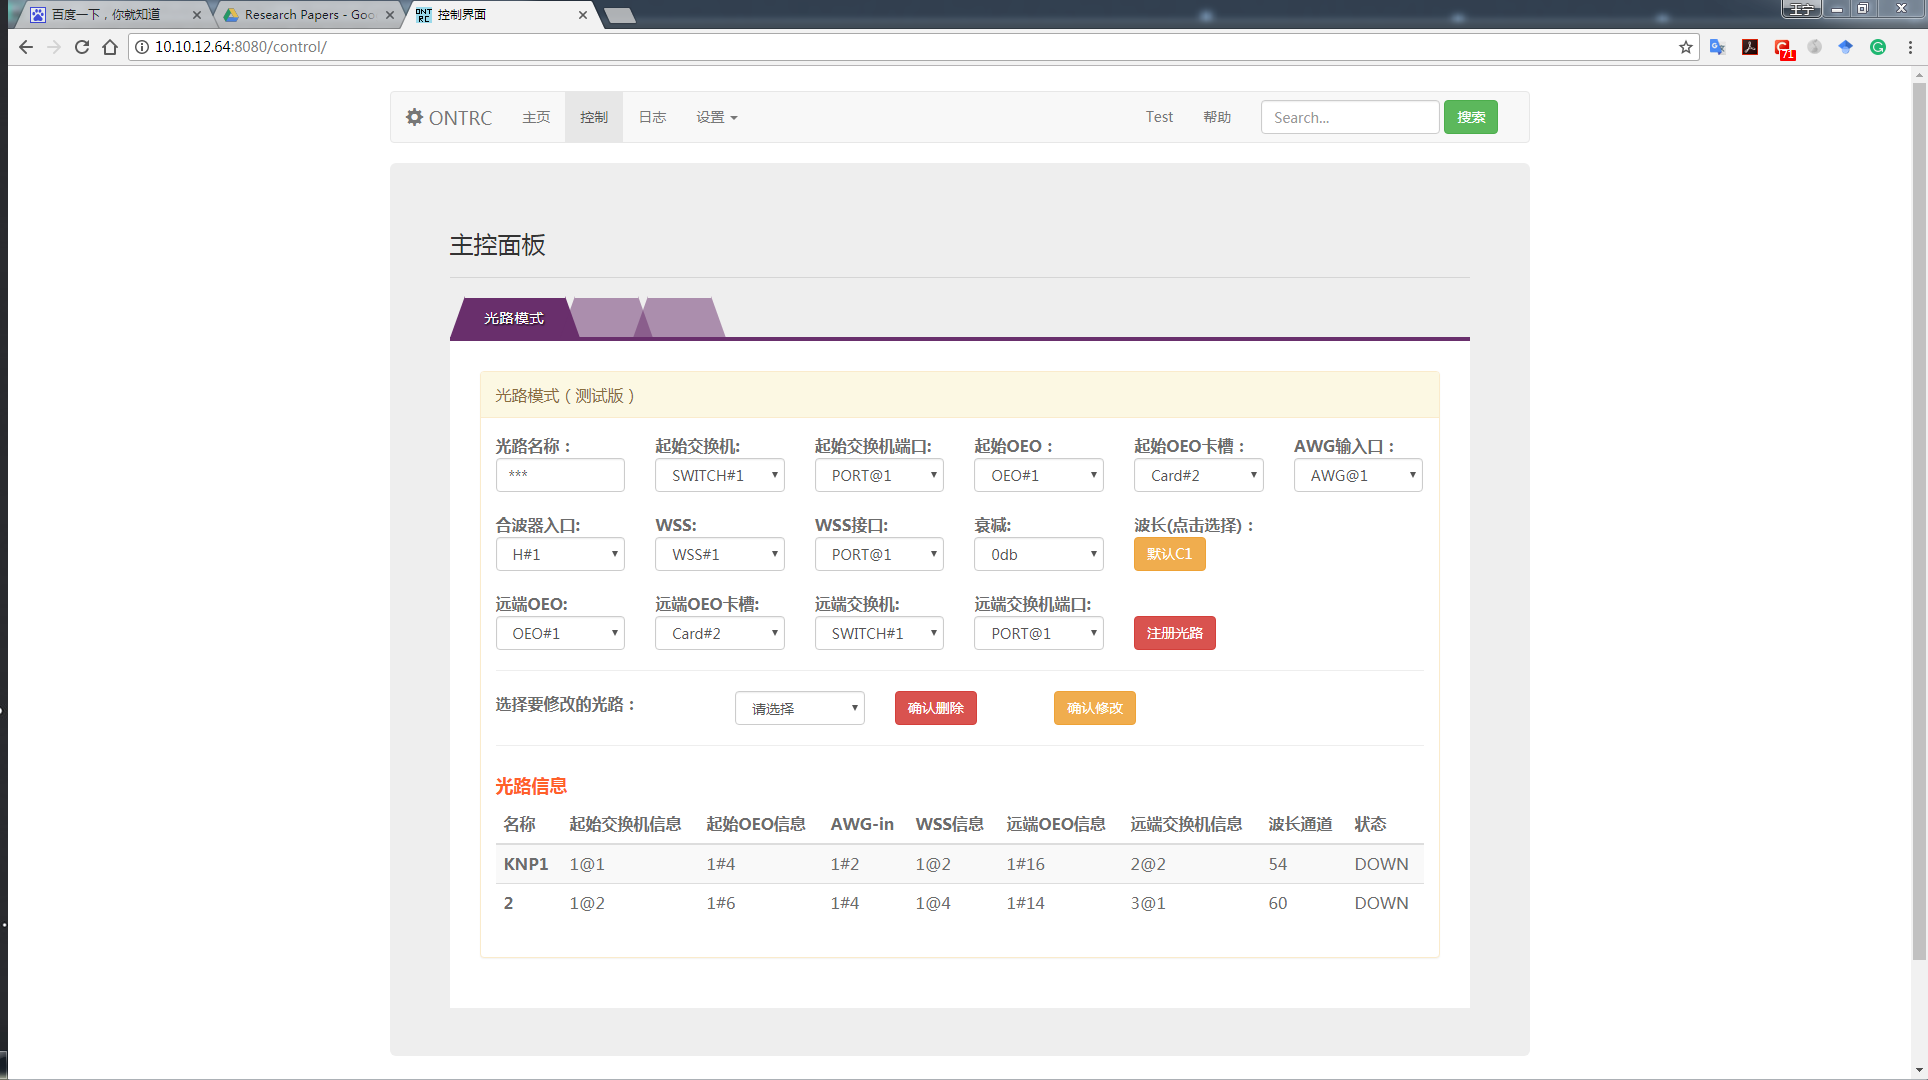 百度一下，你就知道
Research Papers - Goo
ONT
RC
控制界面
王宁
10.10.12.64:8080/control/
71
ONTRC
主页
控制
日志
设置
Test
帮助
Search...
搜索
主控面板
光路模式
光路模式（测试版）
光路名称： 起始交换机: 起始交换机端口: 起始OEO： 起始OEO卡槽： AWG输入口：
*** SWITCH#1 PORT@1 OEO#1 Card#2 AWG@1
合波器入口: WSS: WSS接口: 衰减: 波长(点击选择)：
H#1 WSS#1 PORT@1 0db 默认C1
远端OEO: 远端OEO卡槽: 远端交换机: 远端交换机端口:
OEO#1 Card#2 SWITCH#1 PORT@1 注册光路
选择要修改的光路： 请选择 确认删除 确认修改
光路信息
名称 起始交换机信息 起始OEO信息 AWG-in WSS信息 远端OEO信息 远端交换机信息 波长通道 状态
KNP1 1@1 1#4 1#2 1@2 1#16 2@2 54 DOWN
2 1@2 1#6 1#4 1@4 1#14 3@1 60 DOWN